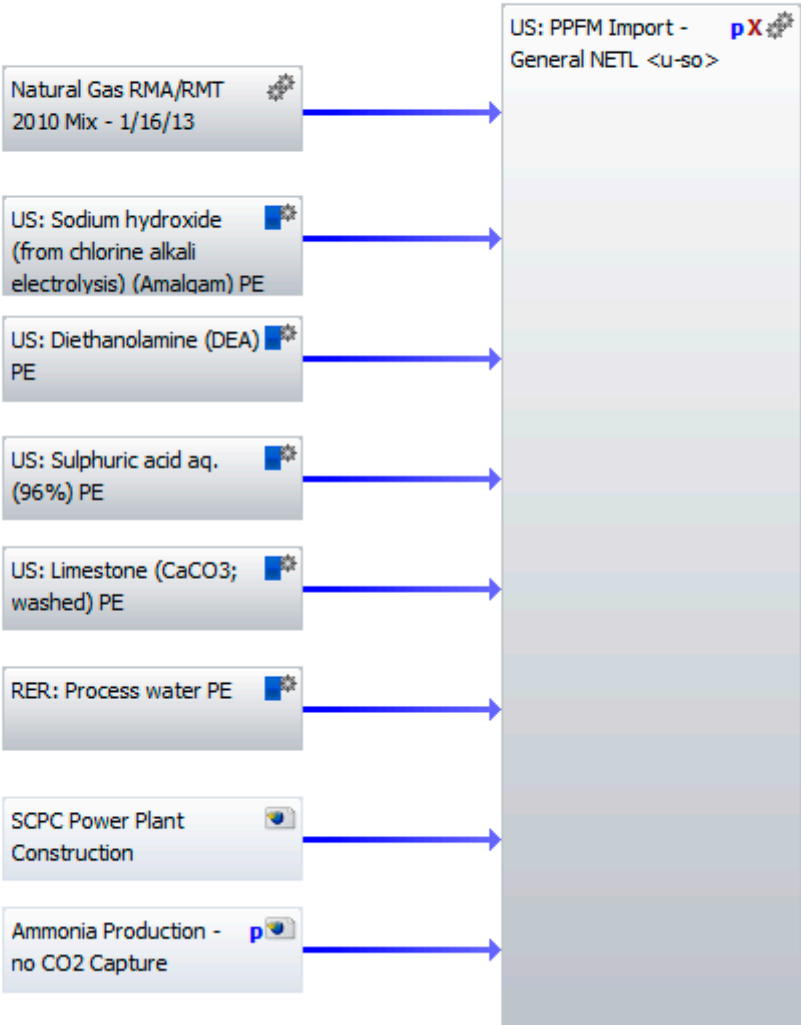 US: PPFM Import - pX
General NETL <u-so>
Natural Gas RMA/RMT
2010 Mix - 1/16/13
US: Sodium hydroxide
(from chlorine alkali
electrolysis) (Amalgam) PE
US: Diethanolamine (DEA)
PE
US: Sulphuric acid aq.
(96%) PE
US: Limestone (CaCO3;
washed) PE
RER: Process water PE
SCPC Power Plant
Construction
Ammonia Production - p
no CO2 Capture